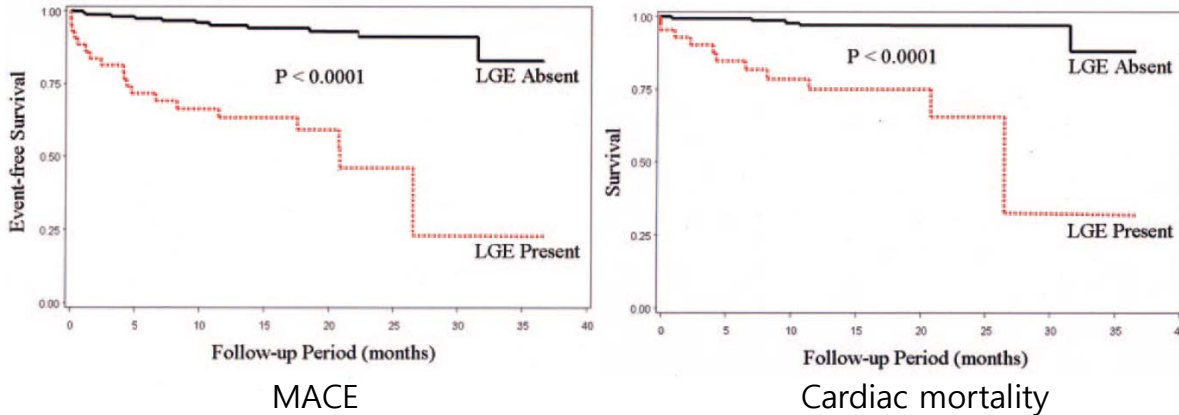 Event-free Survival
1.00
0.75
0.50
0.25
0.00
P < 0.0001
LGE Absent
LGE Present
0
5
10
15
20
25
30
35
40
Follow-up Period (months)
MACE
Survival
1.00
0.75
0.50
0.25
0.00
P < 0.0001
LGE Absent
LGE Present
0
5
10
15
20
25
30
35
40
Follow-up Period (months)
Cardiac mortality